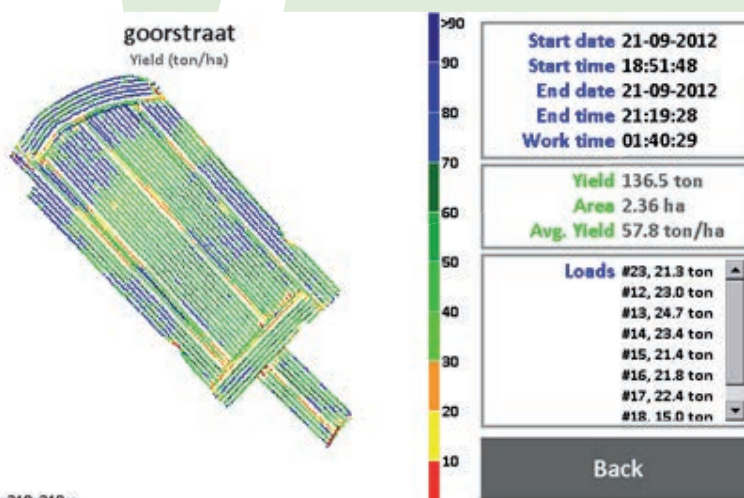 goorstraat
Yield (ton/ha)
>90
90
80
70
60
50
40
30
20
10
Start date 21-09-2012
Start time 18:51:48
End date 21-09-2012
End time 21:19:28
Work time 01:40:29
Yield 136.5 ton
Area 2.36 ha
Avg. Yield 57.8 ton/ha
Loads #23, 21.3 ton
#12, 23.0 ton
#13, 24.7 ton
#14, 23.4 ton
#15, 21.4 ton
#16, 21.8 ton
#17, 22.4 ton
#18, 15.0 ton
Back